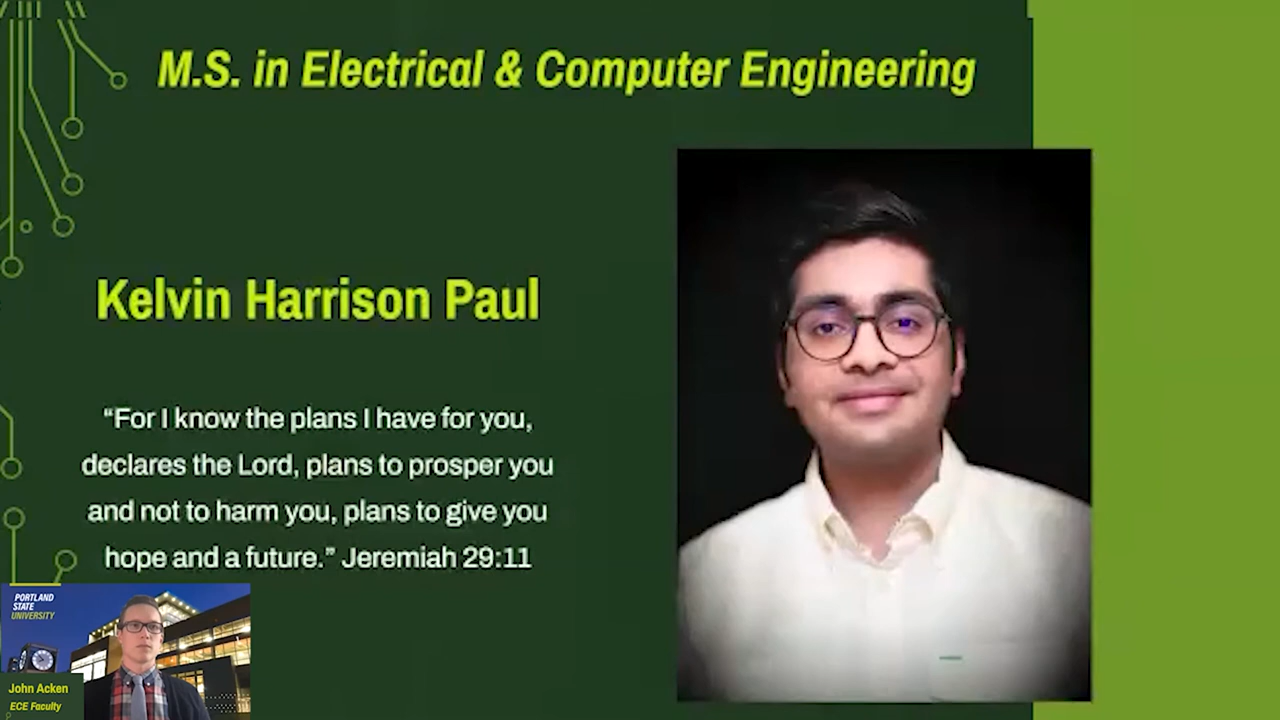 M.S. in Electrical & Computer Engineering
Kelvin Harrison Paul
“For I know the plans I have for you,
declares the Lord, plans to prosper you
and not to harm you, plans to give you
hope and a future.” Jeremiah 29:11
PORTLAND
STATE
UNIVERSITY
John Acken
ECE Faculty